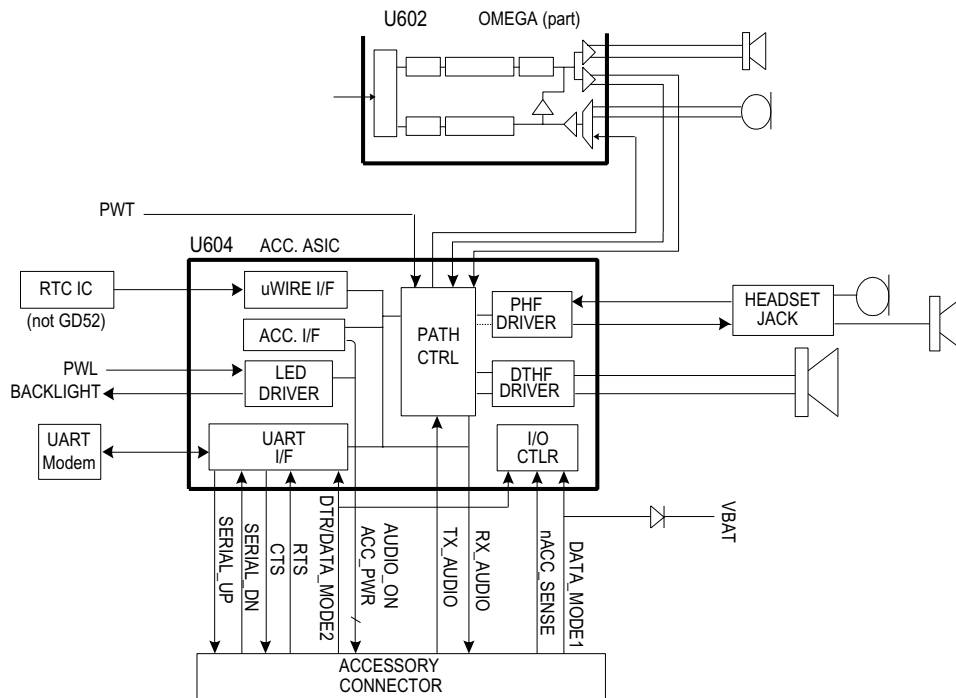 U602 OMEGA (part)
PWT
U604 ACC. ASIC
RTC IC
(not GD52)
uWIRE I/F
ACC. I/F
PWL
BACKLIGHT
LED
DRIVER
UART
Modem
UART
I/F
PATH
CTRL
PHF
DRIVER
DTHF
DRIVER
I/O
CTLR
HEADSET
JACK
VBAT
SERIAL_UP
SERIAL_DN
CTS
RTS
DTR/DATA_MODE2
ACC_PWR
AUDIO_ON
TX_AUDIO
RX_AUDIO
nACC_SENSE
DATA_MODE1
ACCESSORY
CONNECTOR